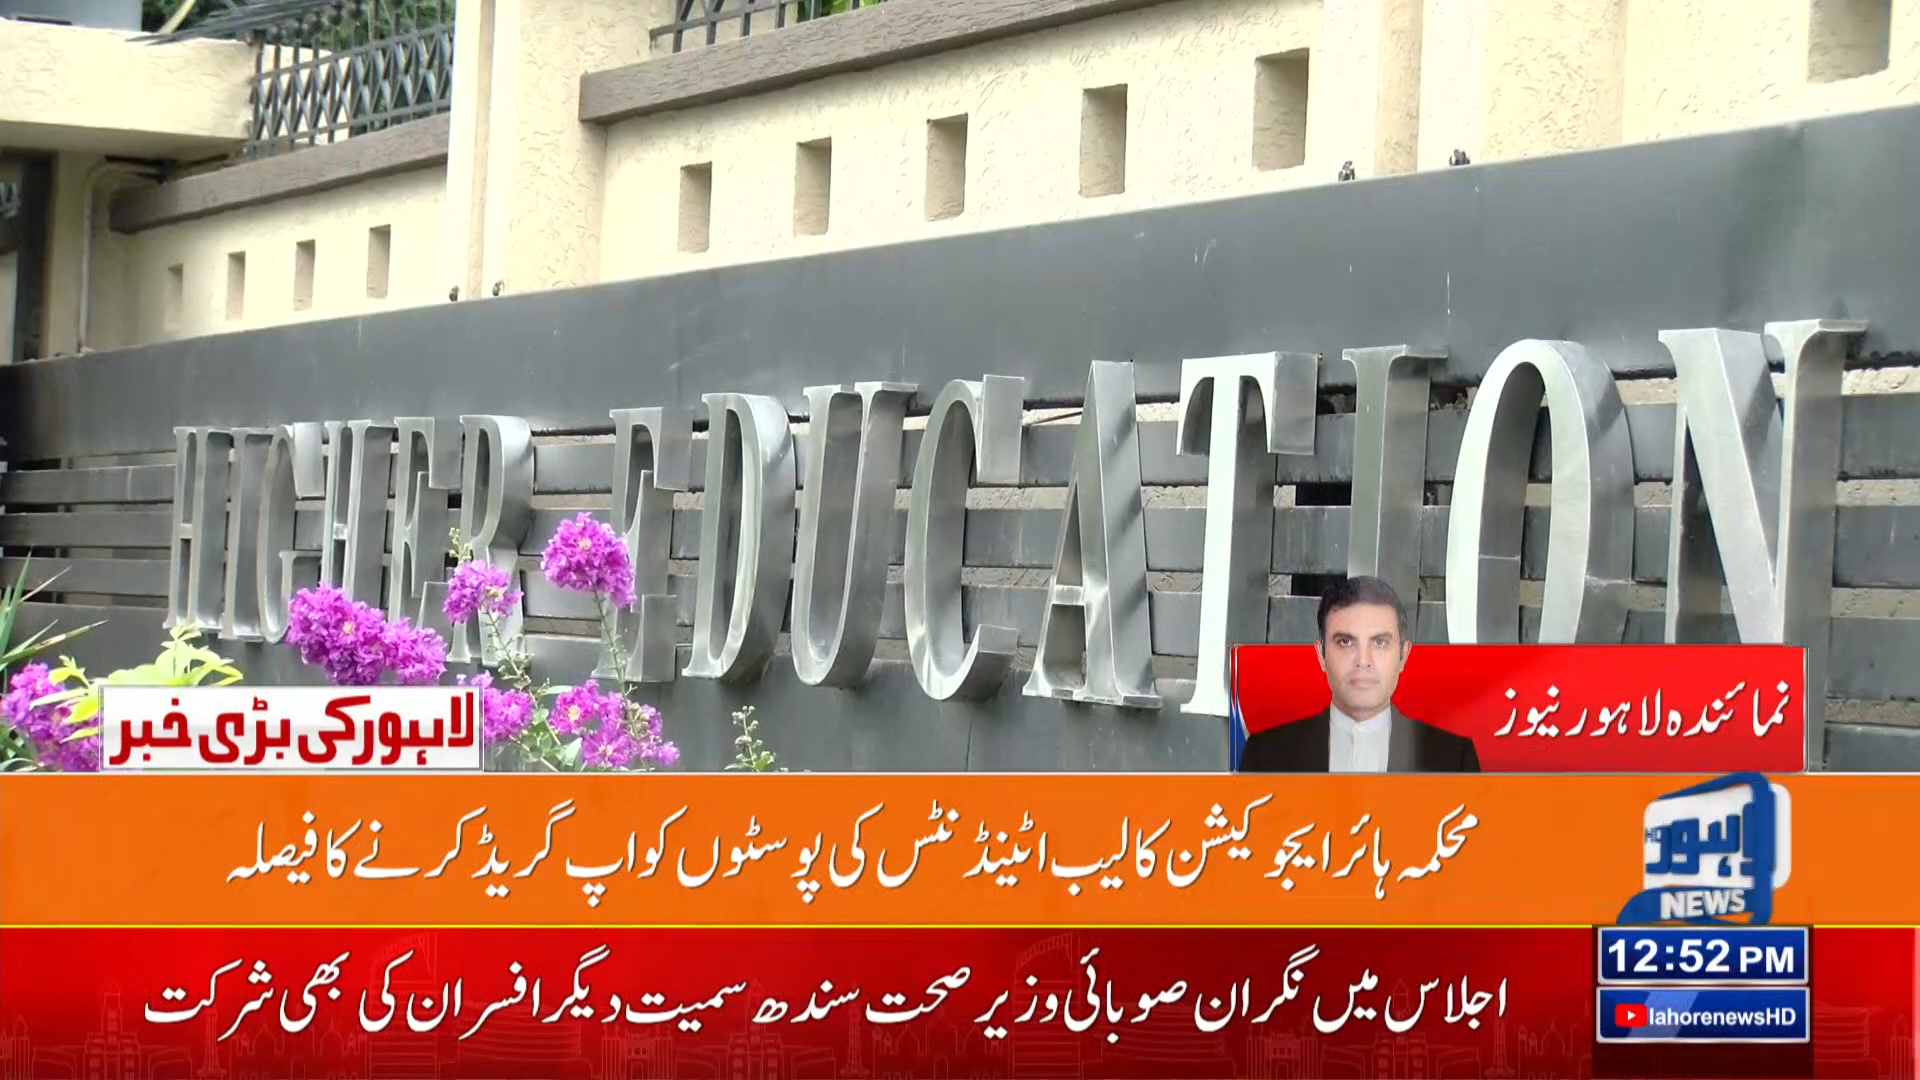 HIGHER EDUCATION
نمائندہ لاہور نیوز
لاہور کی بڑی خبر
محکمہ ہائر ایجوکیشن کا لیب اٹینڈنٹس کی پوسٹوں کو اپ گریڈ کرنے کا فیصلہ
لاہور
HD
NEWS
12:52 PM
اجلاس میں نگران صوبائی وزیر صحت سندھ سمیت دیگر افسران کی بھی شرکت
lahorenewsHD